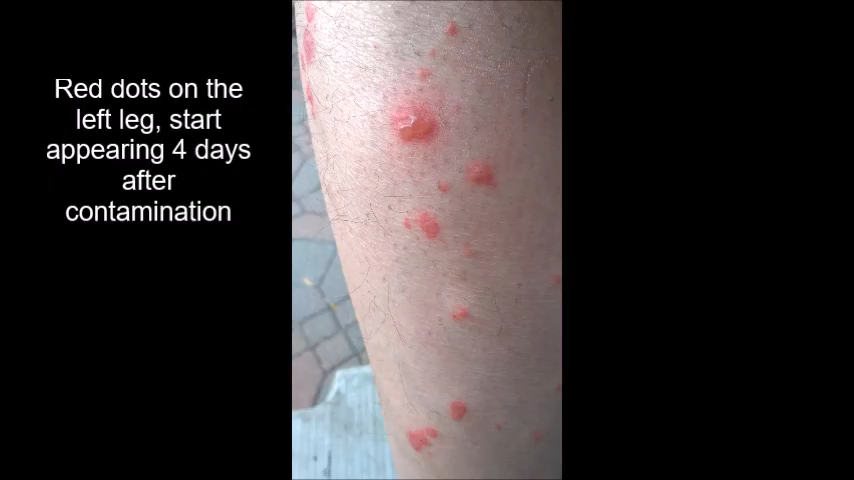 Red dots on the
left leg, start
appearing 4 days
after
contamination